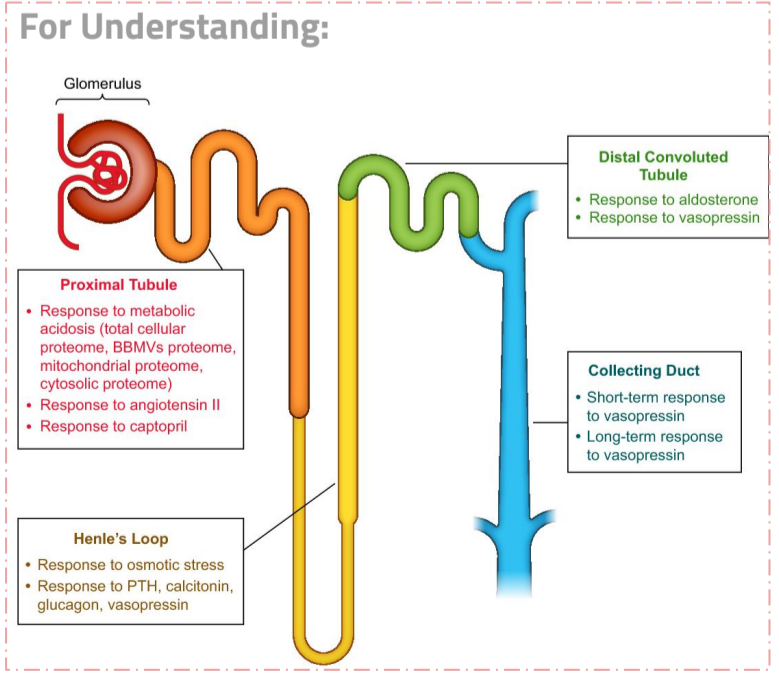 For Understanding:
Glomerulus
Distal Convoluted
Tubule
• Response to aldosterone
• Response to vasopressin
Proximal Tubule
• Response to metabolic
acidosis (total cellular
proteome, BBMVs proteome,
mitochondrial proteome,
cytosolic proteome)
• Response to angiotensin II
• Response to captopril
Collecting Duct
• Short-term response
to vasopressin
• Long-term response
to vasopressin
Henle's Loop
• Response to osmotic stress
• Response to PTH, calcitonin,
glucagon, vasopressin